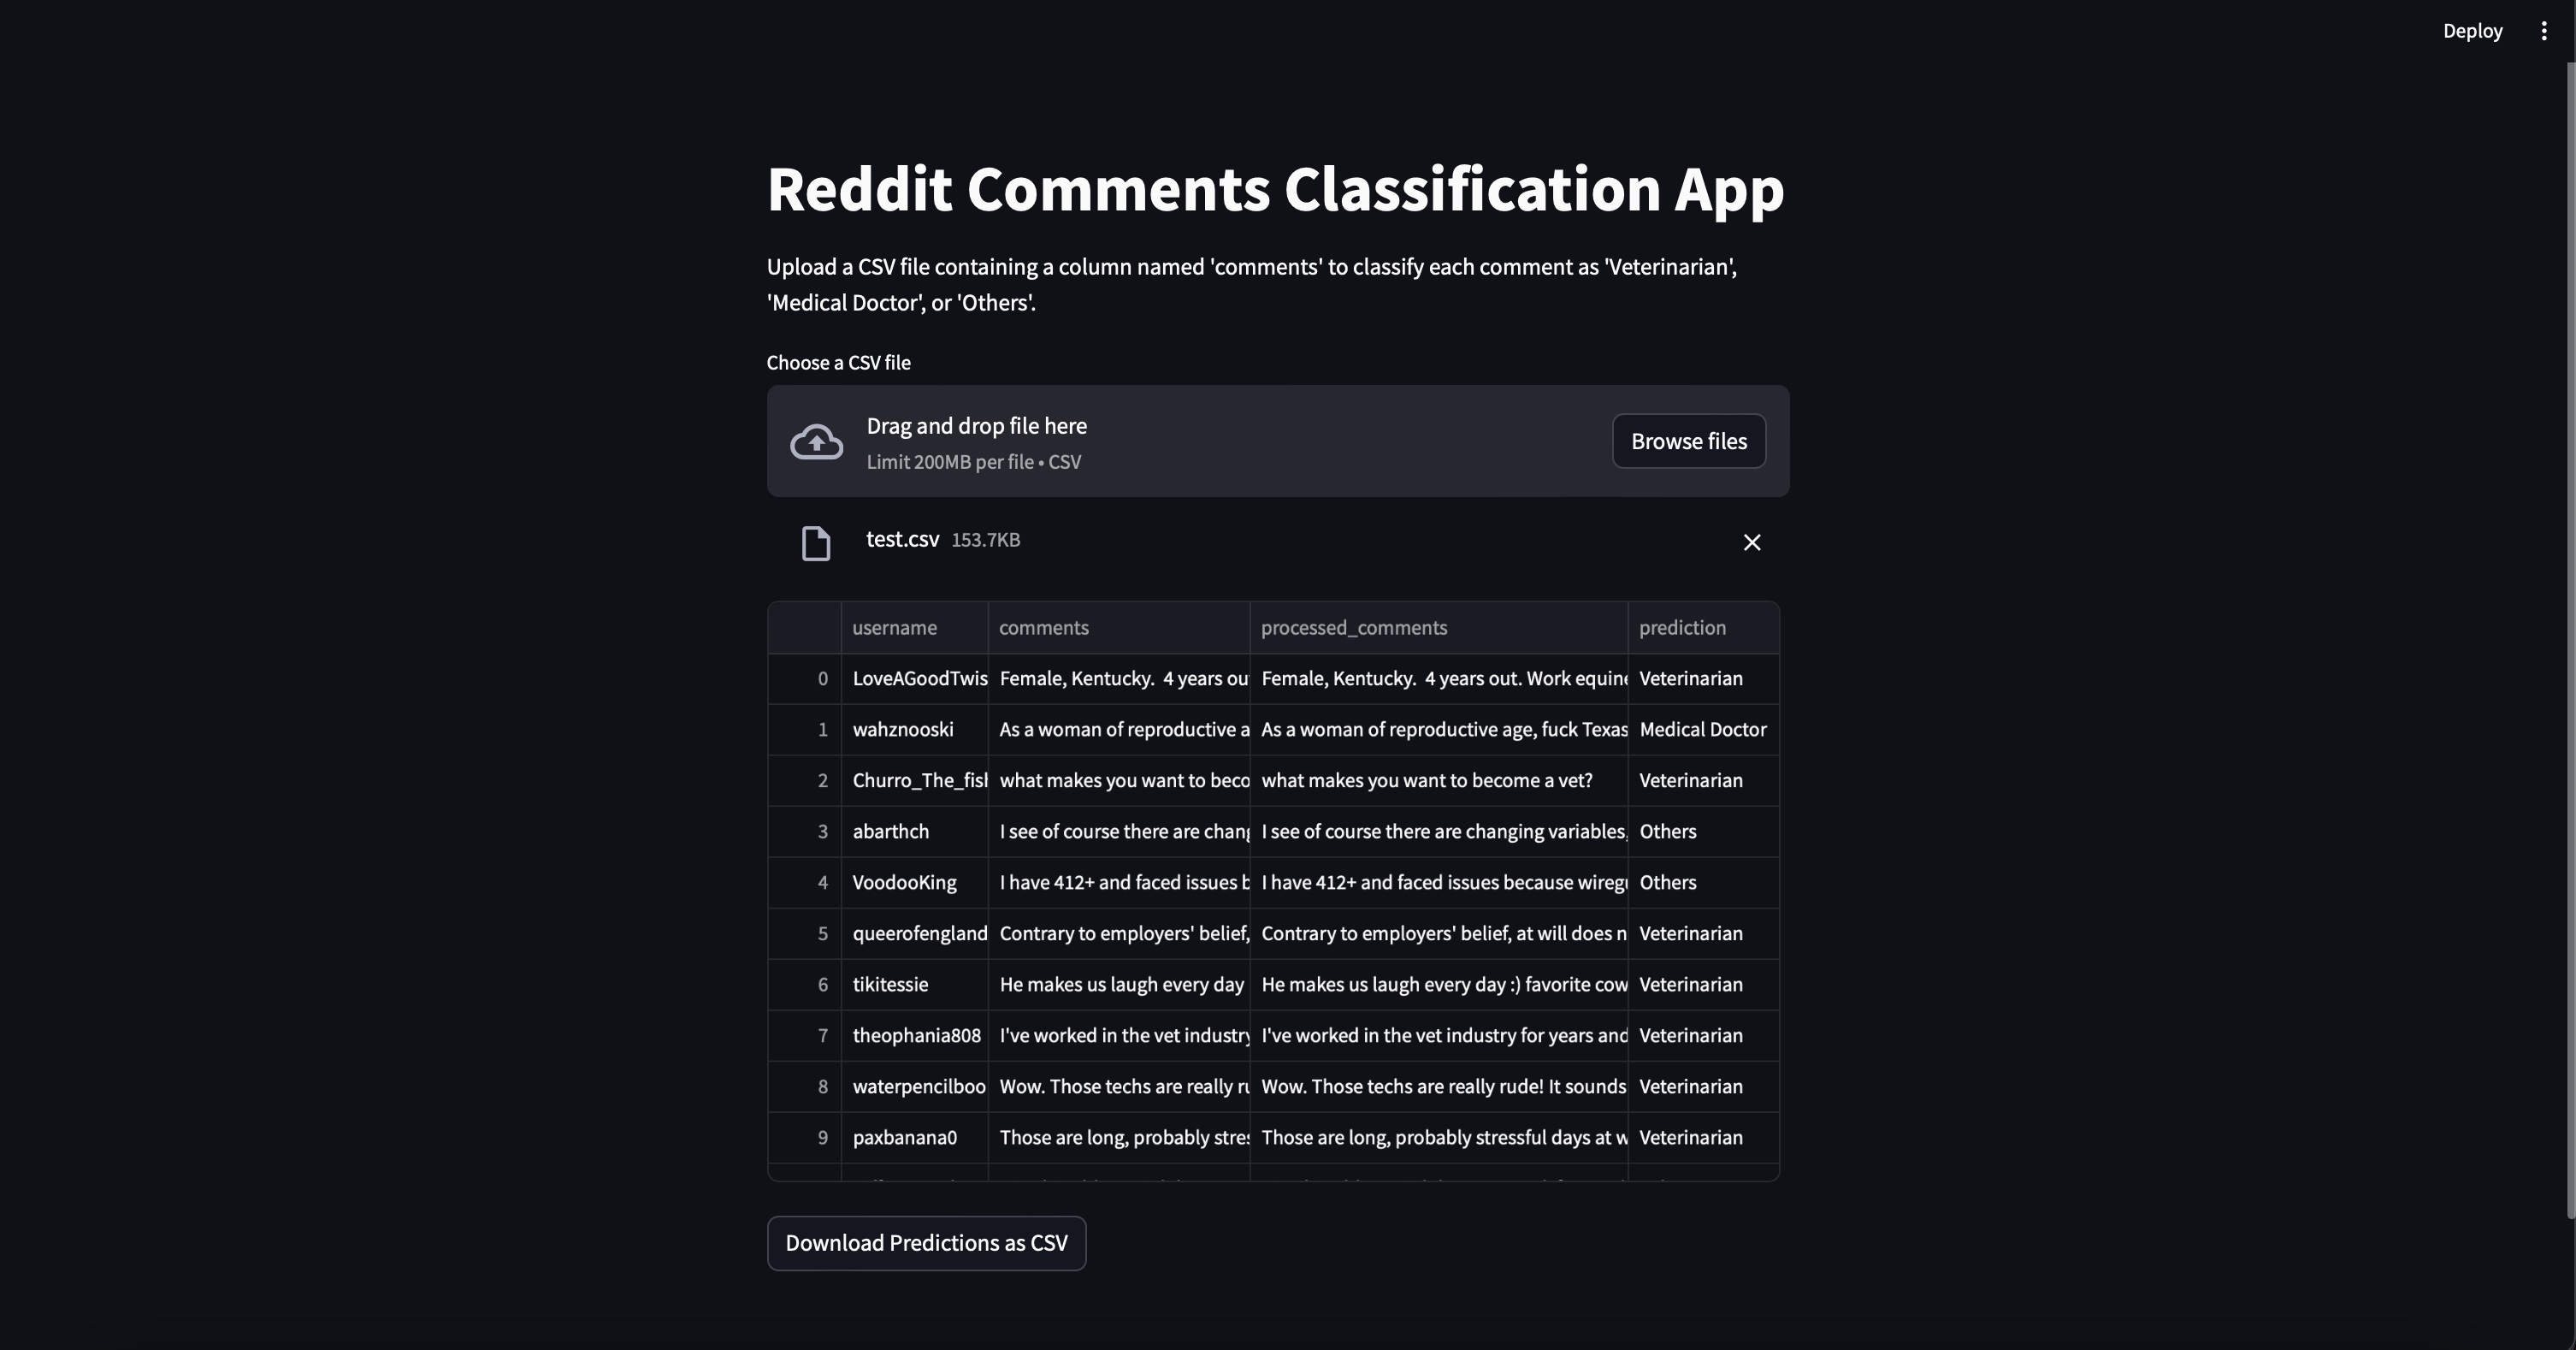 Deploy
Reddit Comments Classification App
Upload a CSV file containing a column named 'comments' to classify each comment as 'Veterinarian',
'Medical Doctor', or 'Others'.
Choose a CSV file
Drag and drop file here
Limit 200MB per file • CSV
Browse files
test.csv 153.7KB
username comments processed_comments prediction
0 LoveAGoodTwis Female, Kentucky.  4 years ou Female, Kentucky.  4 years out. Work equine Veterinarian
1 wahznooski As a woman of reproductive a As a woman of reproductive age, fuck Texas Medical Doctor
2 Churro_The_fish what makes you want to beco what makes you want to become a vet? Veterinarian
3 abarthch I see of course there are chang I see of course there are changing variables, Others
4 VoodooKing I have 412+ and faced issues b I have 412+ and faced issues because wiregu Others
5 queerofengland Contrary to employers' belief, Contrary to employers' belief, at will does n Veterinarian
6 tikitessie He makes us laugh every day He makes us laugh every day :) favorite cow Veterinarian
7 theophania808 I've worked in the vet industry I've worked in the vet industry for years and Veterinarian
8 waterpencilboo Wow. Those techs are really ru Wow. Those techs are really rude! It sounds Veterinarian
9 paxbanana0 Those are long, probably stres Those are long, probably stressful days at w Veterinarian
Download Predictions as CSV